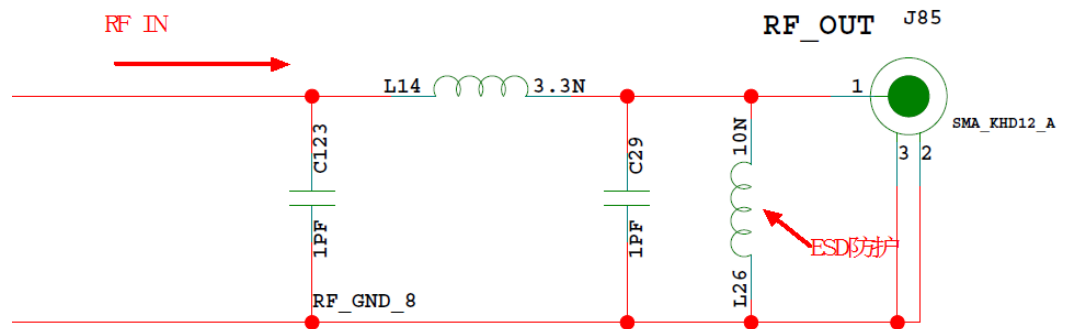 RF IN
RF_OUT
J85
L14
3.3N
1
SMA_KHD12_A
C123
C29
10N
3
2
1PF
1PF
ESD防护
L26
RF_GND_8